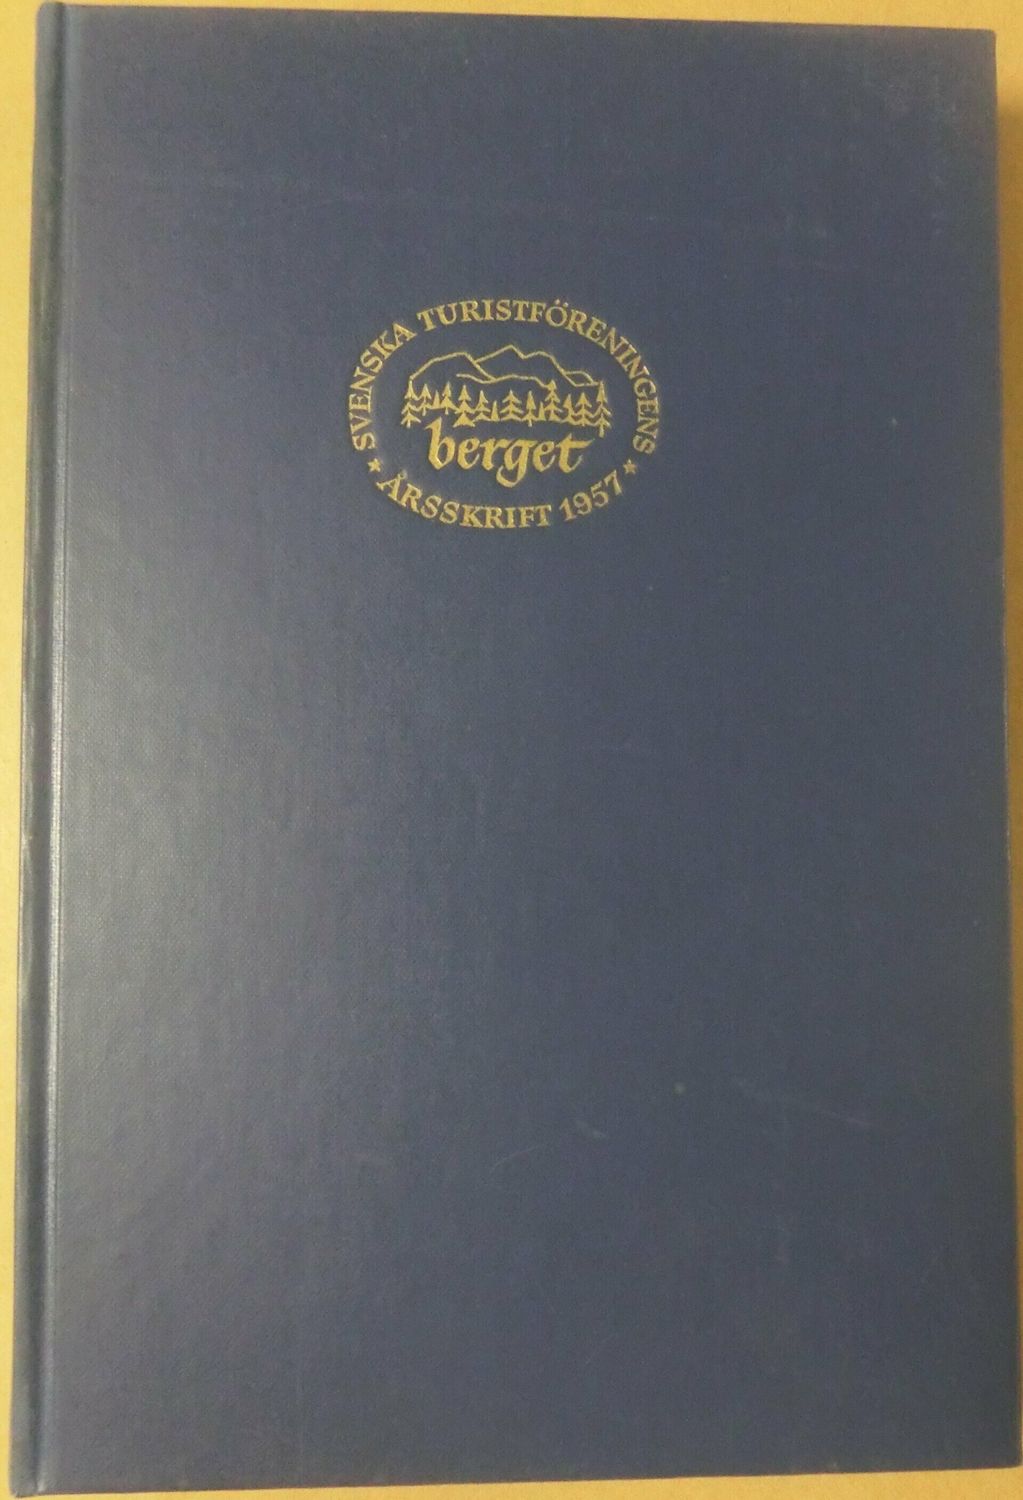 SVENSKA TURISTFÖRENINGENS
berget
ÅRSSKRIFT 1957